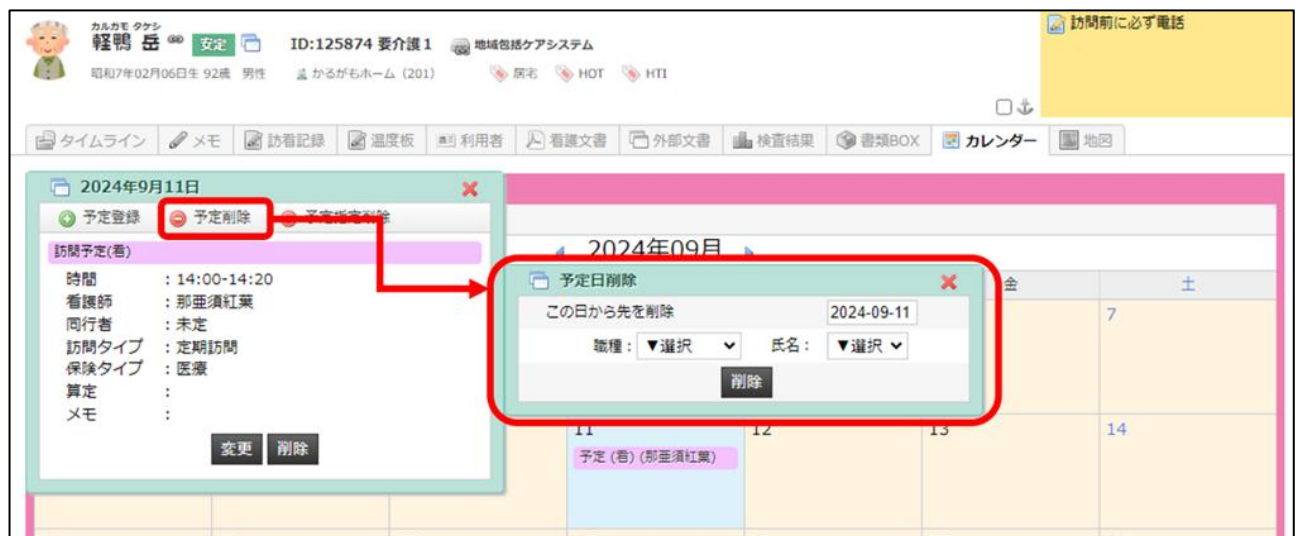 カルガモ タケシ
軽鴨 岳 安定 ID:125874 要介護1 地域包括ケアシステム
昭和7年02月06日生 92歳 男性 かるがもホーム (201) 居宅 HOT HTI
訪問前に必ず電話
タイムライン メモ 訪看記録 温度板 利用者 看護文書 外部文書 検査結果 書類BOX カレンダー 地図
2024年9月11日
予定登録 予定削除 予定指定削除
訪問予定(看)
時間 : 14:00-14:20
看護師 : 那亜須紅葉
同行者 : 未定
訪問タイプ : 定期訪問
保険タイプ : 医療
算定 :
メモ :
変更 削除
2024年09月
金 土
予定日削除
この日から先を削除 2024-09-11
職種: ▼選択 氏名: ▼選択
削除
7
11 12 13 14
予定 (看) (那亜須紅葉)